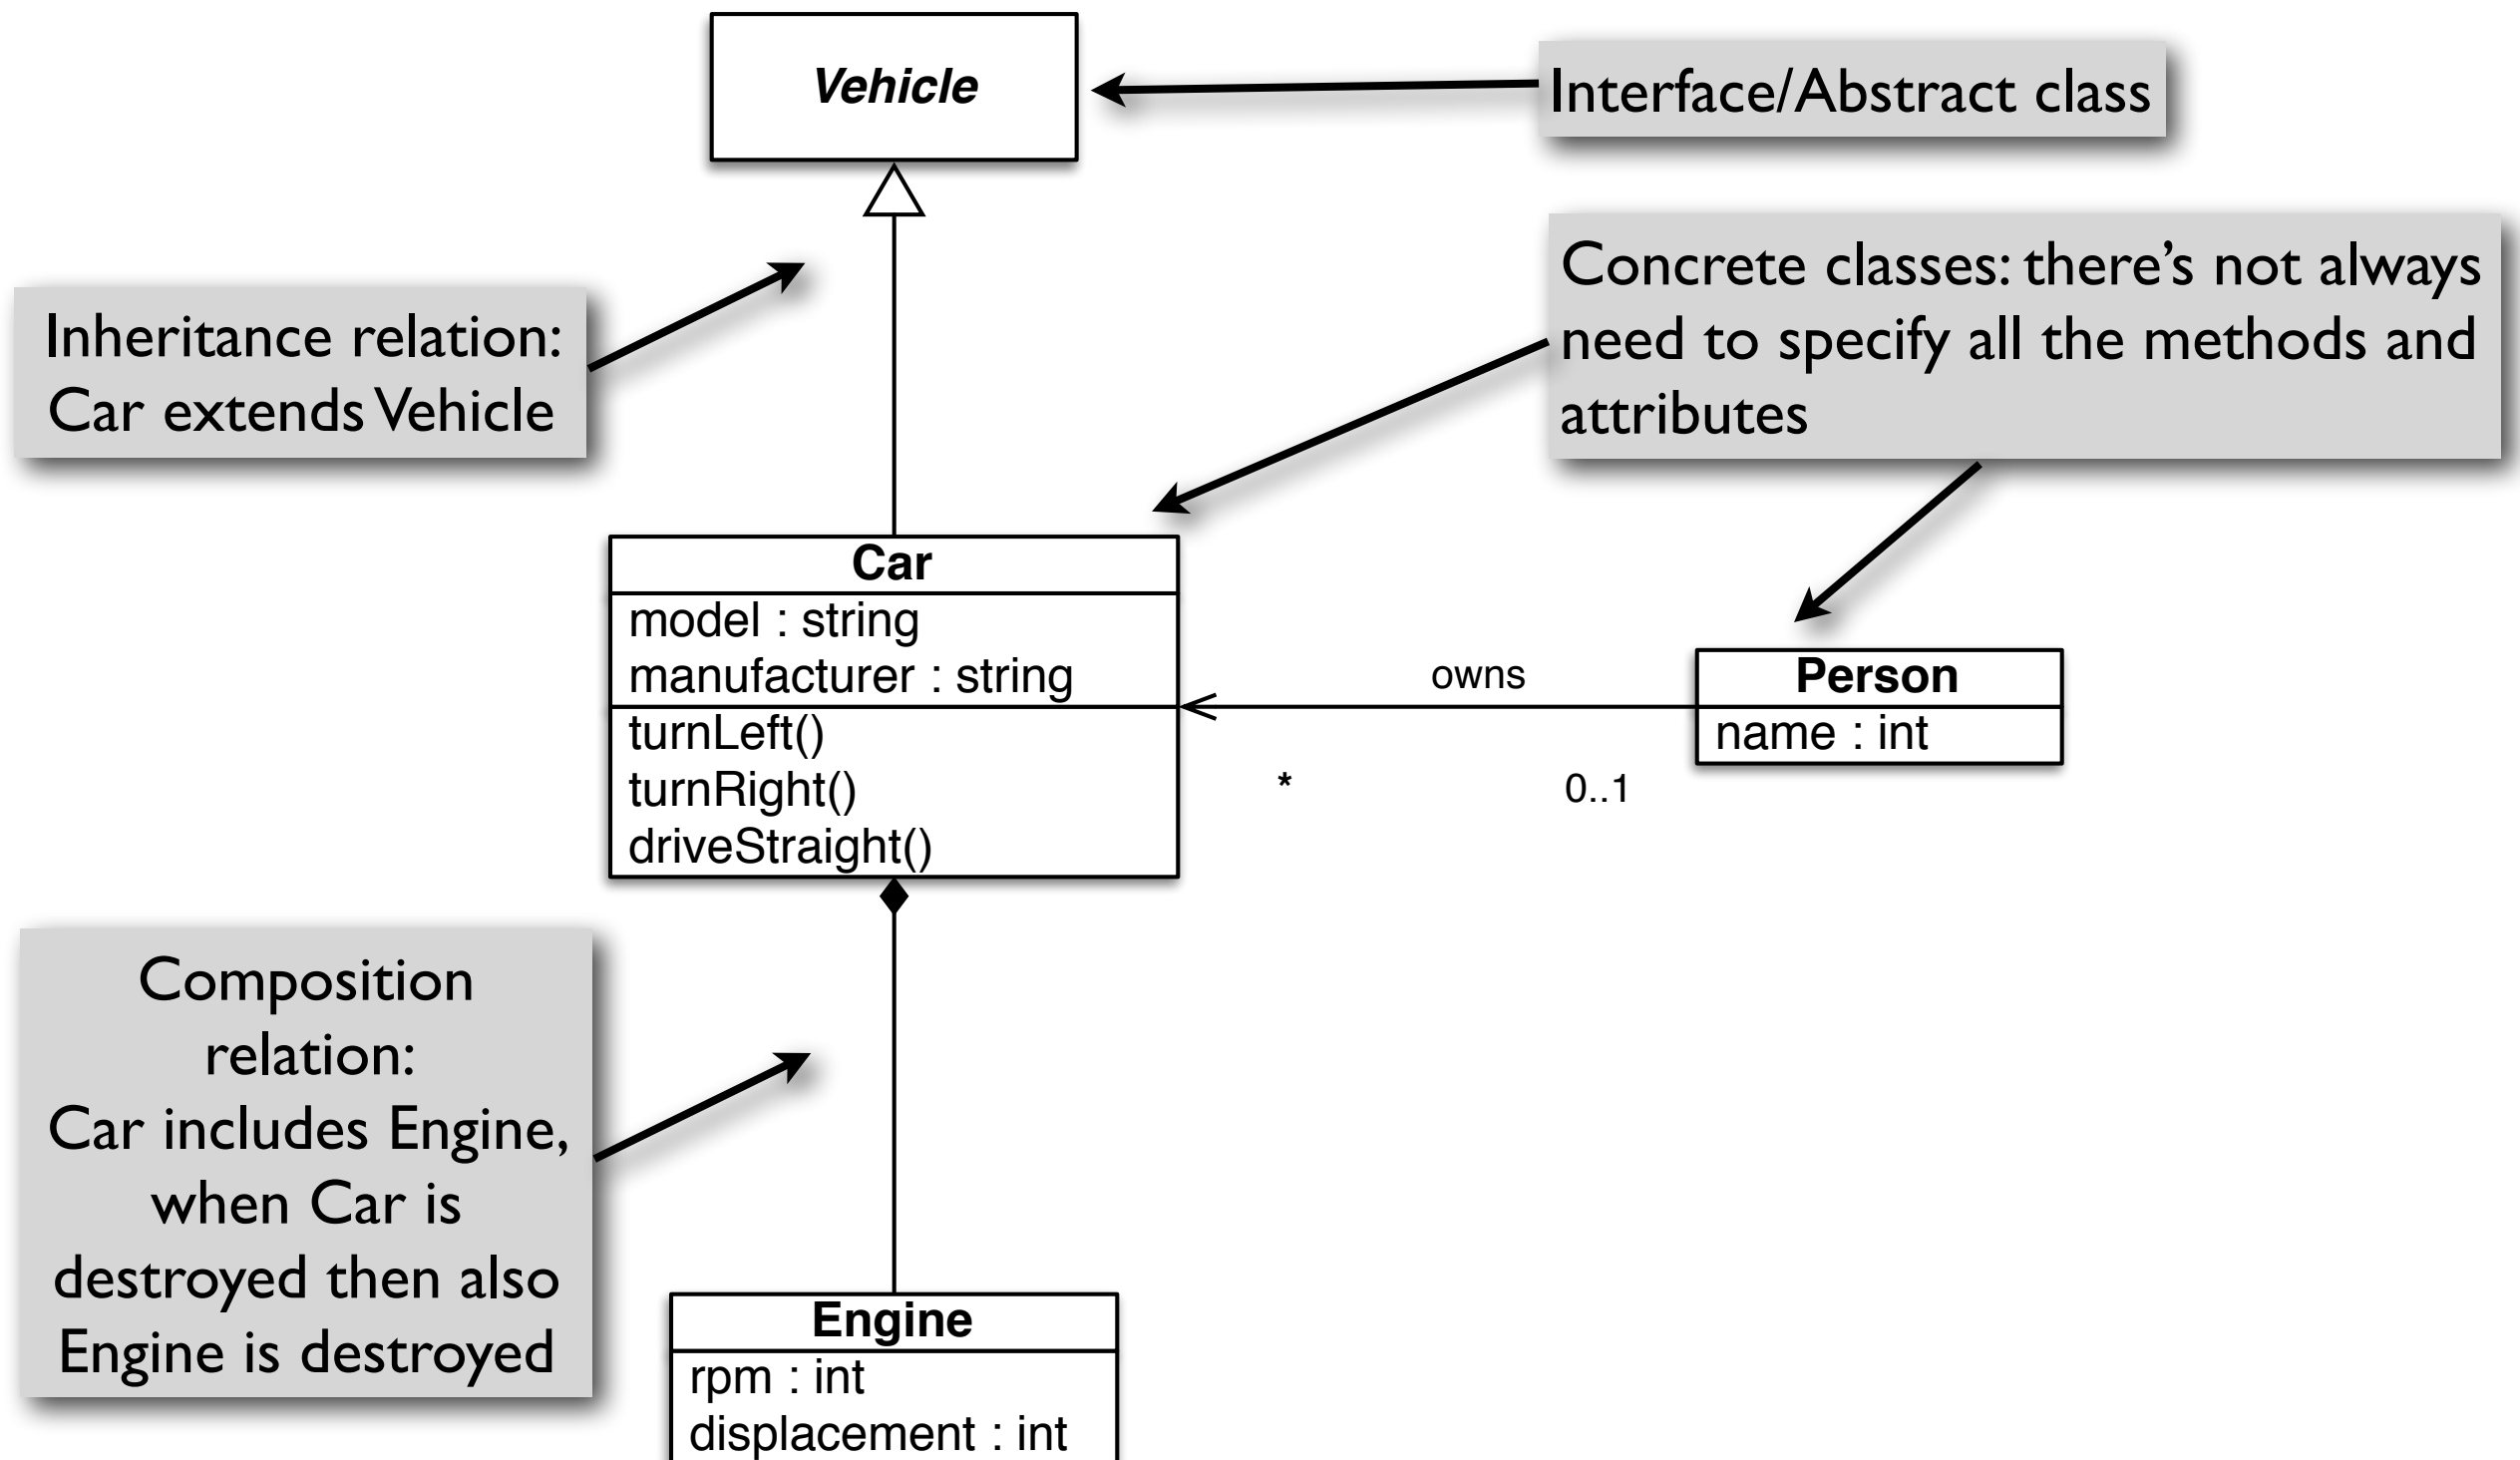 Vehicle
Interface/Abstract class
Inheritance relation:
Car extends Vehicle
Concrete classes: there's not always
need to specify all the methods and
attributes
Car
model : string
manufacturer : string
turnLeft()
turnRight()
driveStraight()
owns
*
0..1
Person
name : int
Composition
relation:
Car includes Engine,
when Car is
destroyed then also
Engine is destroyed
Engine
rpm : int
displacement : int